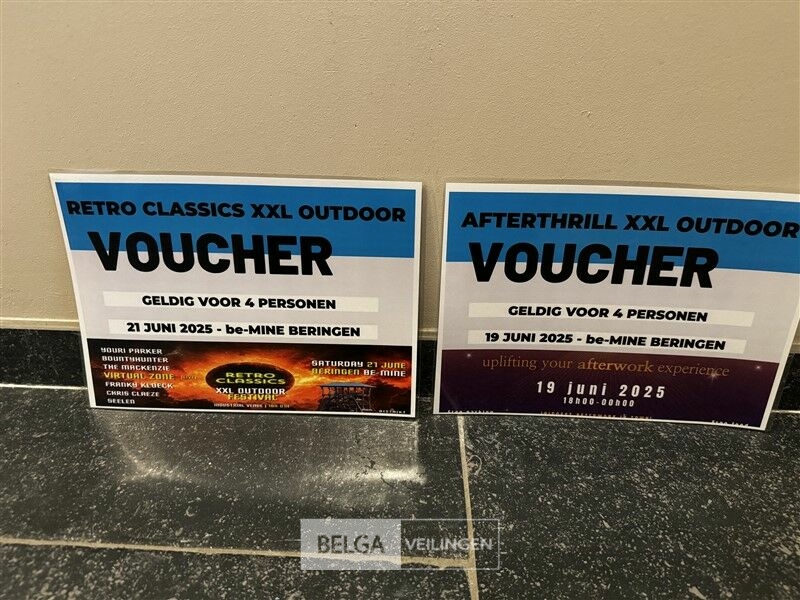 RETRO CLASSICS XXL OUTDOOR
VOUCHER
GELDIG VOOR 4 PERSONEN
21 JUNI 2025 - be-MINE BERINGEN
YOURI PARKER
BOUNTYHUNTER
THE MACKENZIE
VIRTUAL ZONE
FRANKY KLOECK
CHRIS CLAEZE
SEELEN
RETRO
CLASSICS
XXL OUTDOOR
FESTIVAL
SATURDAY 21 JUNE
BERINGEN BE-MINE
AFTERTHRILL XXL OUTDOOR
VOUCHER
GELDIG VOOR 4 PERSONEN
19 JUNI 2025 - be-MINE BERINGEN
uplifting your afterwork experience
19 juni 2025
18h00-00h00
BELGA VEILINGEN